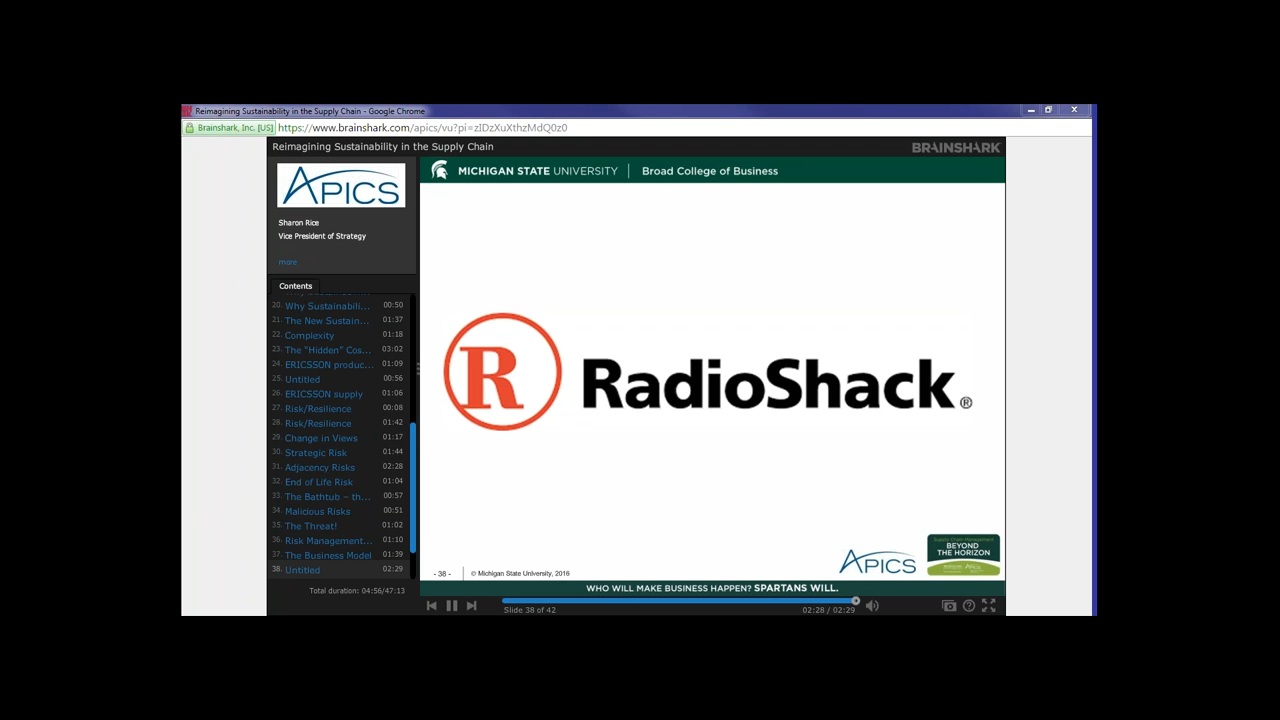 Reimagining Sustainability in the Supply Chain - Google Chrome
Brainshark, Inc. [US] https://www.brainshark.com/apics/vu?pi=zIDzXuXthzMdQ0z0
Reimagining Sustainability in the Supply Chain
BRAINSHARK
APICS
Sharon Rice
Vice President of Strategy
more
Contents
20. Why Sustainabili... 00:50
21. The New Sustain... 01:37
22. Complexity 01:18
23. The "Hidden" Cos... 03:02
24. ERICSSON produc... 01:09
25. Untitled 00:56
26. ERICSSON supply 01:06
27. Risk/Resilience 00:08
28. Risk/Resilience 01:42
29. Change in Views 01:17
30. Strategic Risk 01:44
31. Adjacency Risks 02:28
32. End of Life Risk 01:04
33. The Bathtub – th... 00:57
34. Malicious Risks 00:51
35. The Threat! 01:02
36. Risk Management... 01:10
37. The Business Model 01:39
38. Untitled 02:29
Total duration: 04:56/47:13
MICHIGAN STATE UNIVERSITY | Broad College of Business
R RadioShack®
APICS
Supply Chain Management
BEYOND
THE HORIZON
- 38 - © Michigan State University, 2016
WHO WILL MAKE BUSINESS HAPPEN? SPARTANS WILL.
Slide 38 of 42
02:28 / 02:29